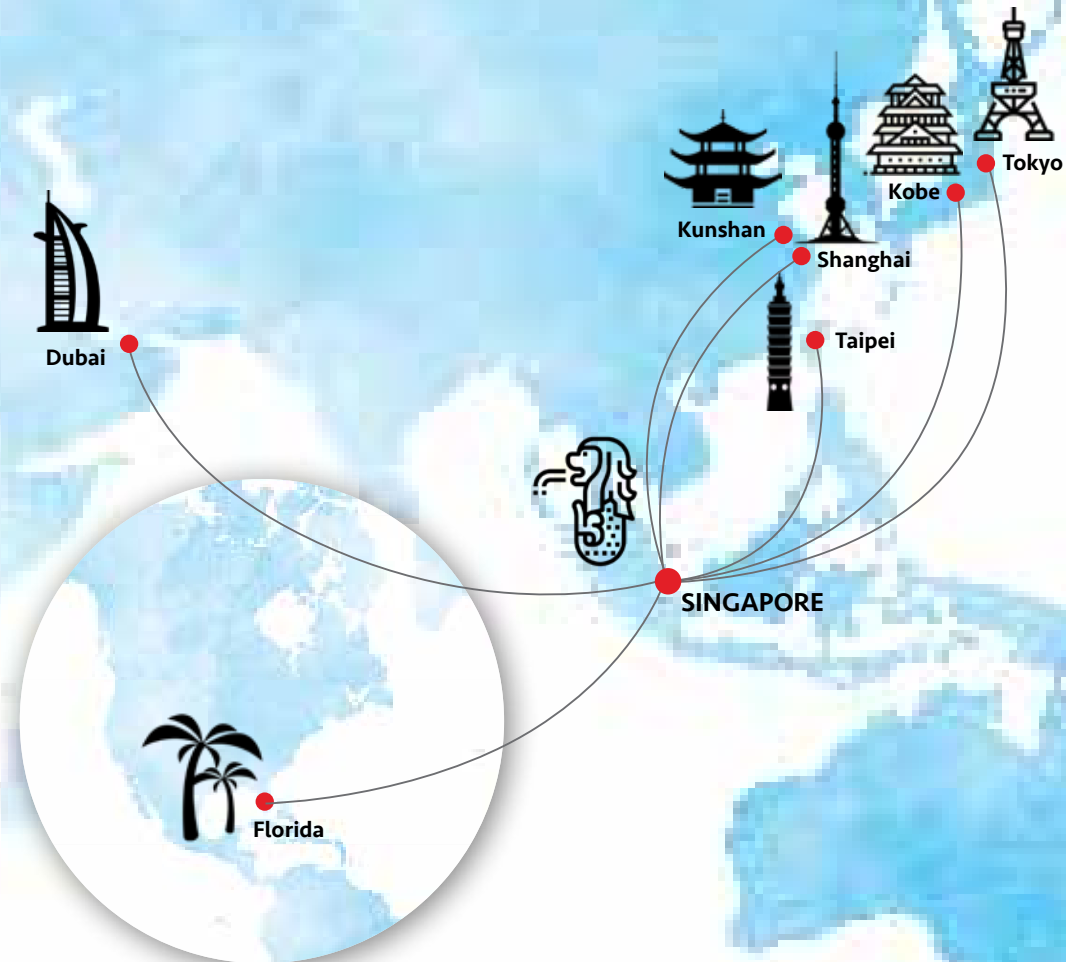 Tokyo
Kobe
Kunshan
Shanghai
Taipei
Dubai
SINGAPORE
Florida